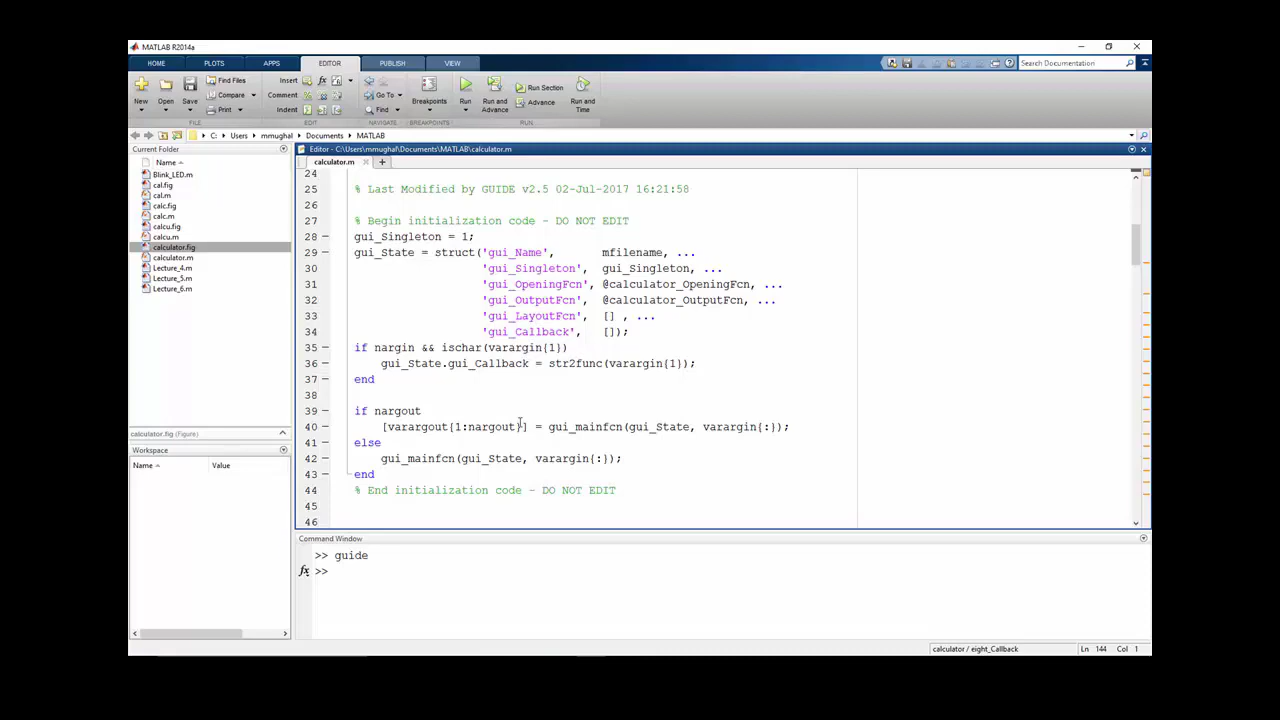 MATLAB R2014a
HOME PLOTS APPS EDITOR PUBLISH VIEW
Search Documentation
New Open Save
Find Files
Compare
Print
Insert
Comment
Indent
Go To
Find
Breakpoints
Run
Run and Advance
Run Section
Advance
Run and Time
FILE EDIT NAVIGATE BREAKPOINTS RUN
C: Users mmughal Documents MATLAB
Current Folder
Name
Blink_LED.m
cal.fig
cal.m
calc.fig
calc.m
calcu.fig
calcu.m
calculator.fig
calculator.m
Lecture_4.m
Lecture_5.m
Lecture_6.m
calculator.fig (Figure)
Workspace
Name Value
Editor - C:\Users\mmughal\Documents\MATLAB\calculator.m
calculator.m
24
25 % Last Modified by GUIDE v2.5 02-Jul-2017 16:21:58
26
27 % Begin initialization code - DO NOT EDIT
28 - gui_Singleton = 1;
29 - gui_State = struct('gui_Name', mfilename, ...
30 'gui_Singleton', gui_Singleton, ...
31 'gui_OpeningFcn', @calculator_OpeningFcn, ...
32 'gui_OutputFcn', @calculator_OutputFcn, ...
33 'gui_LayoutFcn', [] , ...
34 'gui_Callback', []);
35 - if nargin && ischar(varargin{1})
36 - gui_State.gui_Callback = str2func(varargin{1});
37 - end
38
39 - if nargout
40 - [varargout{1:nargout}] = gui_mainfcn(gui_State, varargin{:});
41 - else
42 - gui_mainfcn(gui_State, varargin{:});
43 - end
44 % End initialization code - DO NOT EDIT
45
46
Command Window
>> guide
fx >>
calculator / eight_Callback Ln 144 Col 1